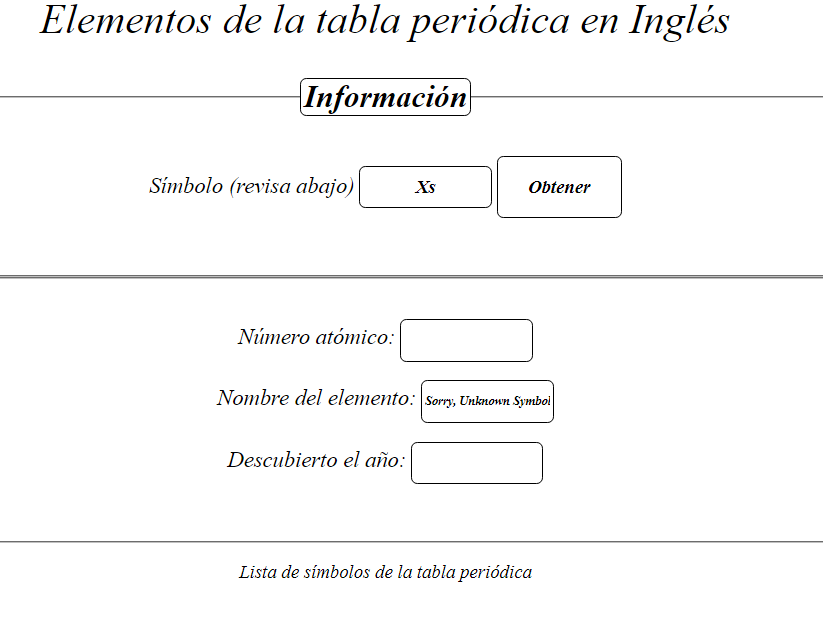 Elementos de la tabla periódica en Inglés
Información
Símbolo (revisa abajo) Xs Obtener
Número atómico:
Nombre del elemento: Sorry, Unknown Symbol
Descubierto el año:
Lista de símbolos de la tabla periódica